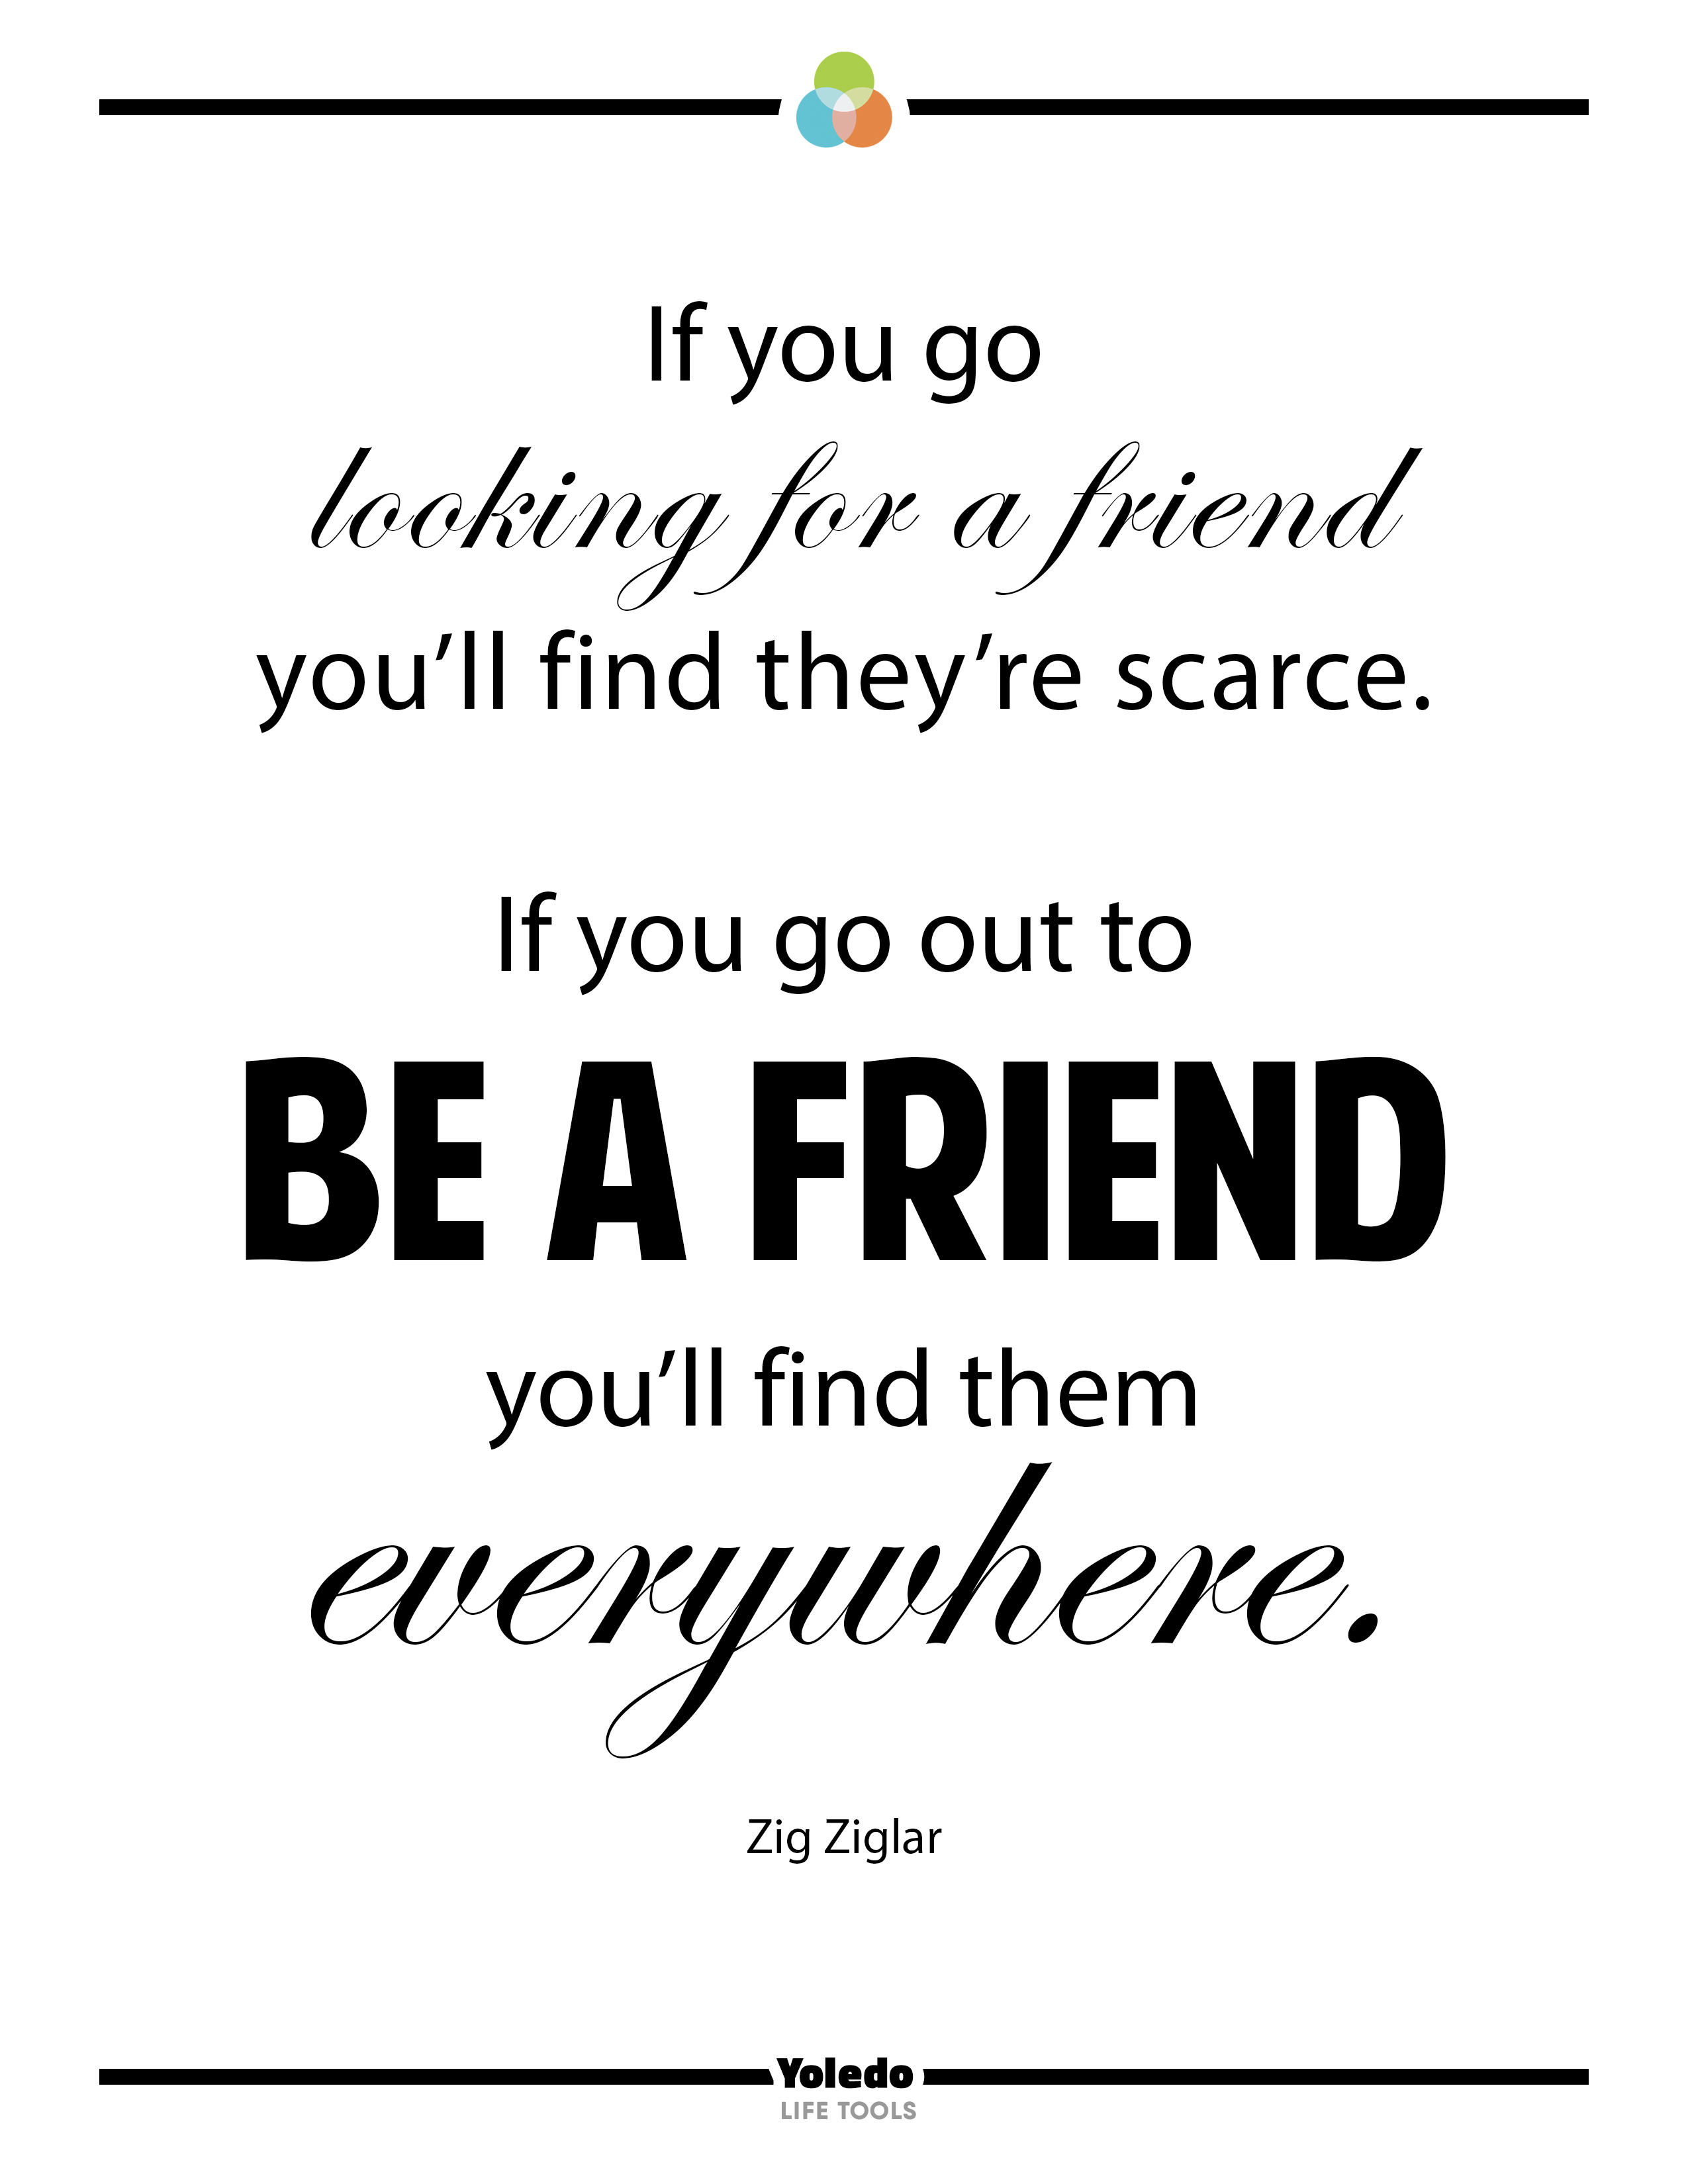 If you go
looking for a friend
you’ll find they’re scarce.
If you go out to
BE A FRIEND
you’ll find them
everywhere.
Zig Ziglar
Yoledo
LIFE TOOLS